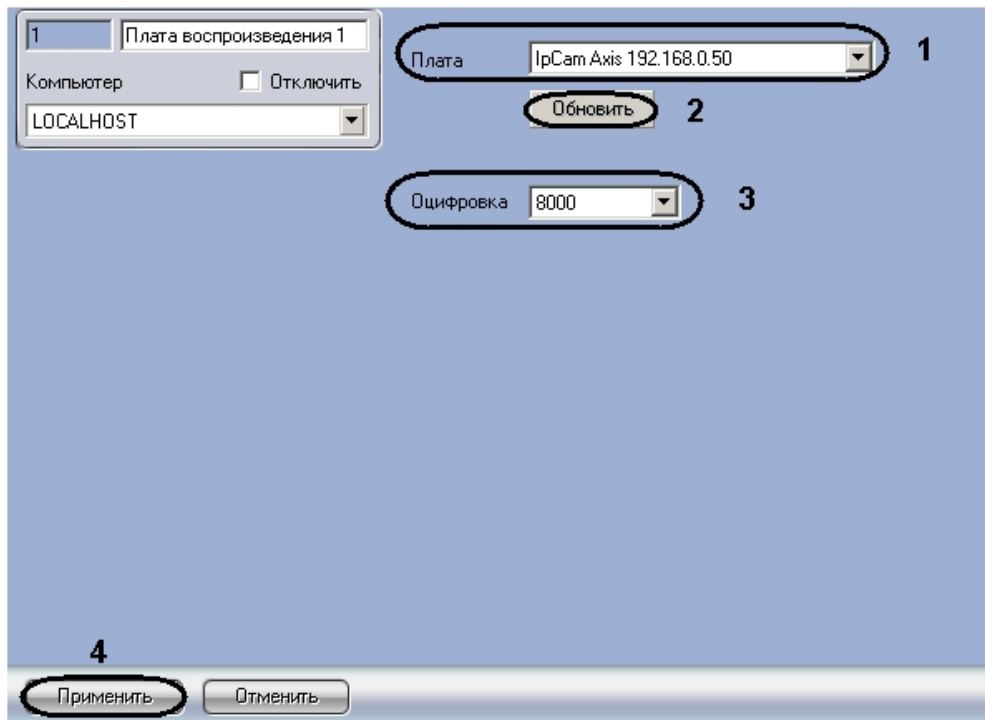 1
Плата воспроизведения 1
Компьютер
Отключить
LOCALHOST
Плата
IpCam Axis 192.168.0.50
1
Обновить
2
Оцифровка
8000
3
4
Применить
Отменить